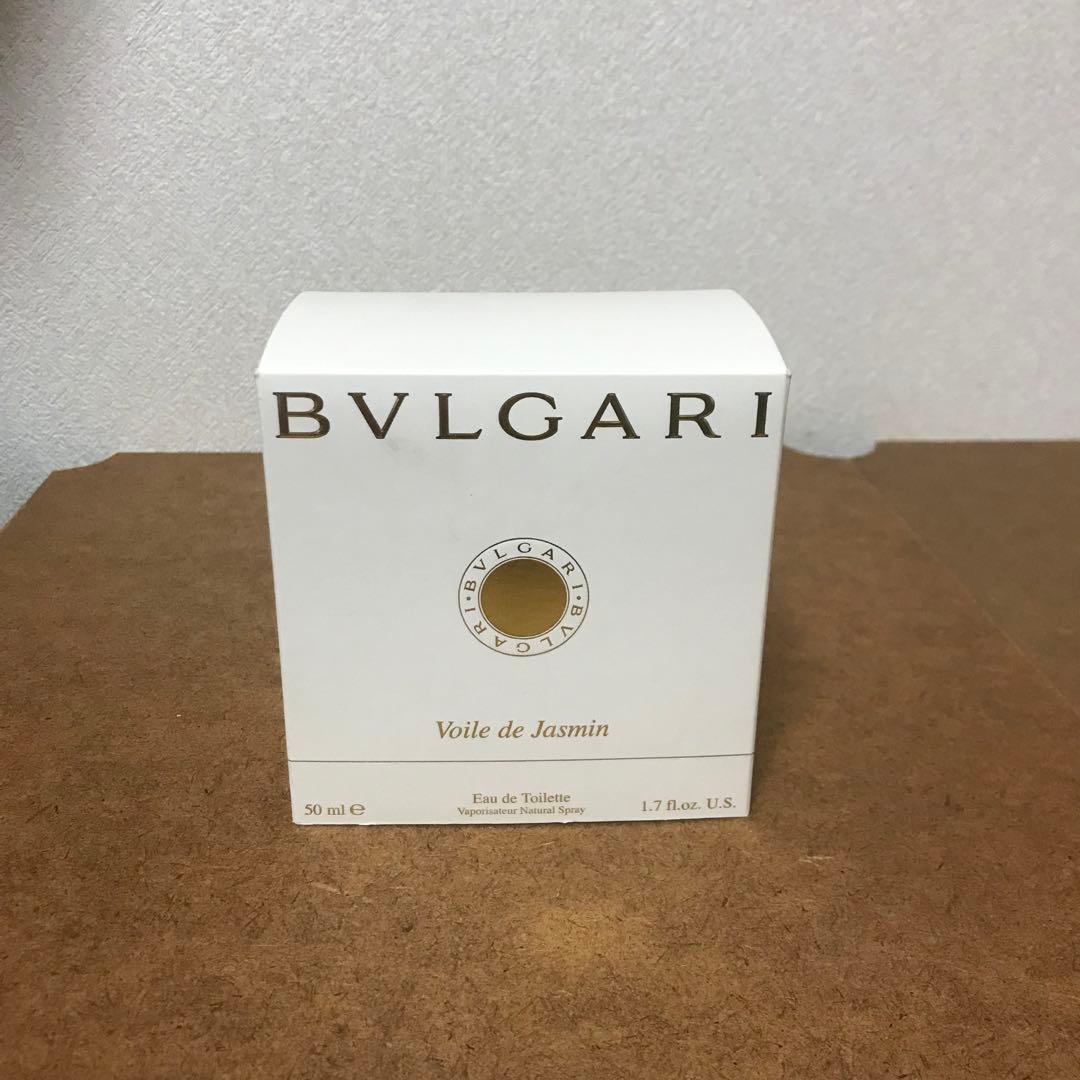 BVLGARI
BVLGARI • BVLGARI •
Voile de Jasmin
50 ml ℮
Eau de Toilette
Vaporisateur Natural Spray
1.7 fl.oz. U.S.